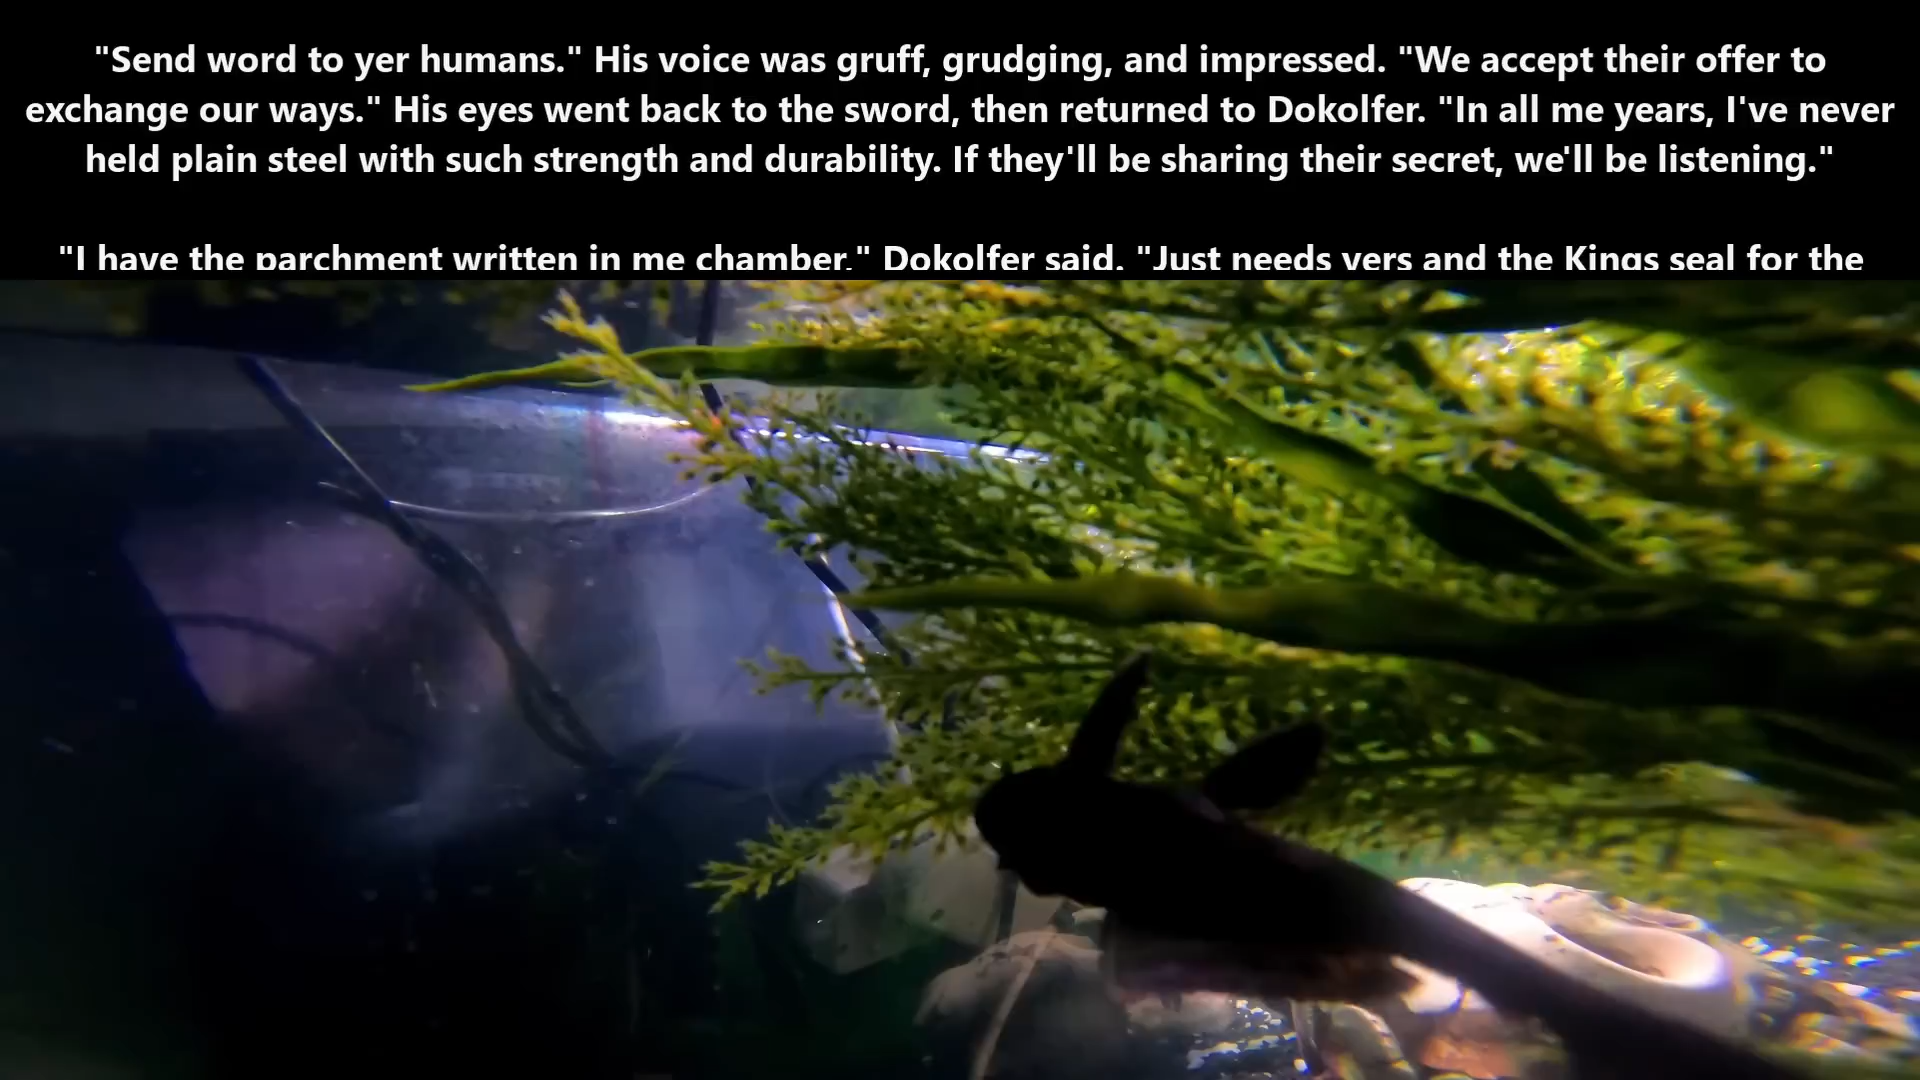 "Send word to yer humans." His voice was gruff, grudging, and impressed. "We accept their offer to
exchange our ways." His eyes went back to the sword, then returned to Dokolfer. "In all me years, I've never
held plain steel with such strength and durability. If they'll be sharing their secret, we'll be listening."
"I have the parchment written in me chamber." Dokolfer said. "Just needs yers and the Kings seal for the